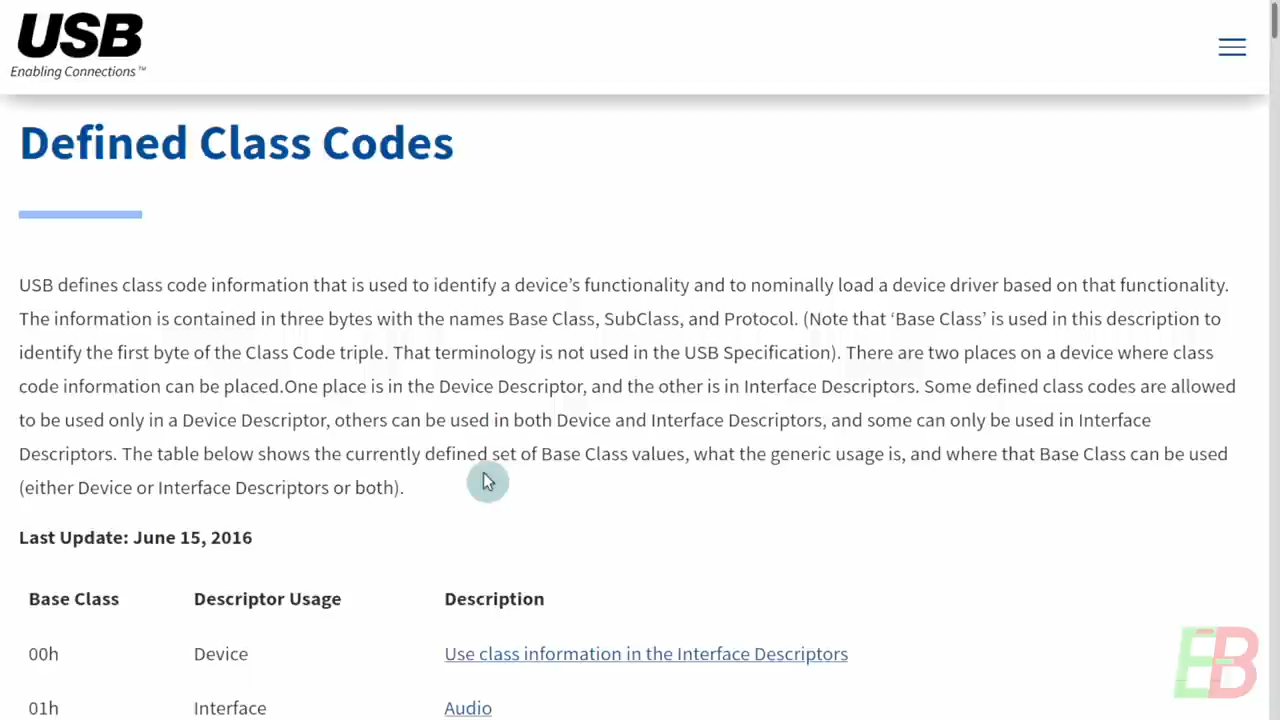 USB
Enabling Connections™
Defined Class Codes
USB defines class code information that is used to identify a device’s functionality and to nominally load a device driver based on that functionality.
The information is contained in three bytes with the names Base Class, SubClass, and Protocol. (Note that ‘Base Class’ is used in this description to
identify the first byte of the Class Code triple. That terminology is not used in the USB Specification). There are two places on a device where class
code information can be placed.One place is in the Device Descriptor, and the other is in Interface Descriptors. Some defined class codes are allowed
to be used only in a Device Descriptor, others can be used in both Device and Interface Descriptors, and some can only be used in Interface
Descriptors. The table below shows the currently defined set of Base Class values, what the generic usage is, and where that Base Class can be used
(either Device or Interface Descriptors or both).
Last Update: June 15, 2016
Base Class Descriptor Usage Description
00h Device Use class information in the Interface Descriptors
01h Interface Audio
EB